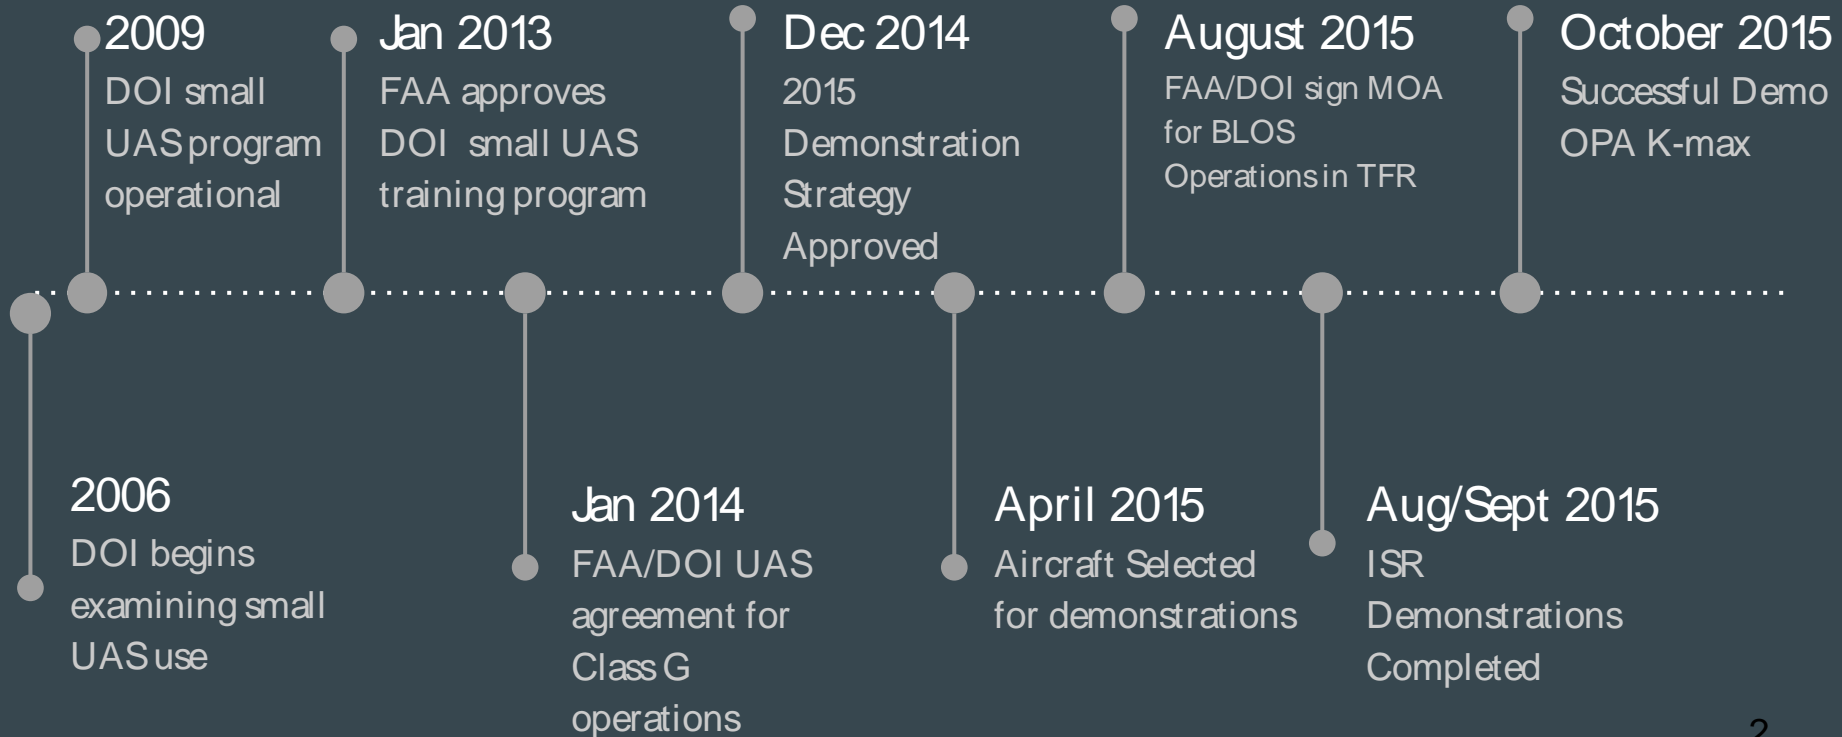 2009
DOI small
UAS program
operational
Jan 2013
FAA approves
DOI small UAS
training program
Dec 2014
2015
Demonstration
Strategy
Approved
August 2015
FAA/DOI sign MOA
for BLOS
Operations in TFR
October 2015
Successful Demo
OPA K-max
2006
DOI begins
examining small
UAS use
Jan 2014
FAA/DOI UAS
agreement for
Class G
operations
April 2015
Aircraft Selected
for demonstrations
Aug/Sept 2015
ISR
Demonstrations
Completed
2